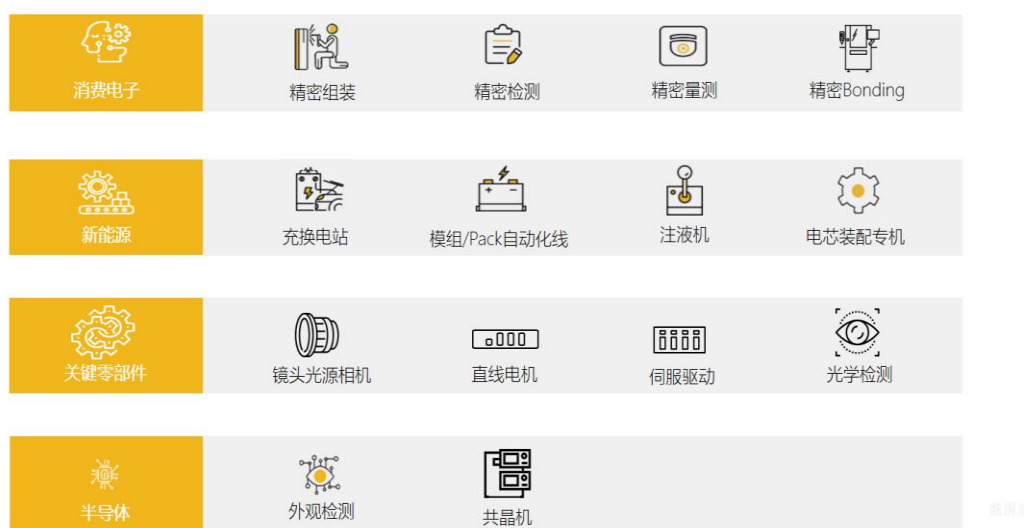 消费电子
精密组装
精密检测
精密量测
精密Bonding
新能源
充换电站
模组/Pack自动化线
注液机
电芯装配专机
关键零部件
镜头光源相机
直线电机
伺服驱动
光学检测
半导体
外观检测
共晶机